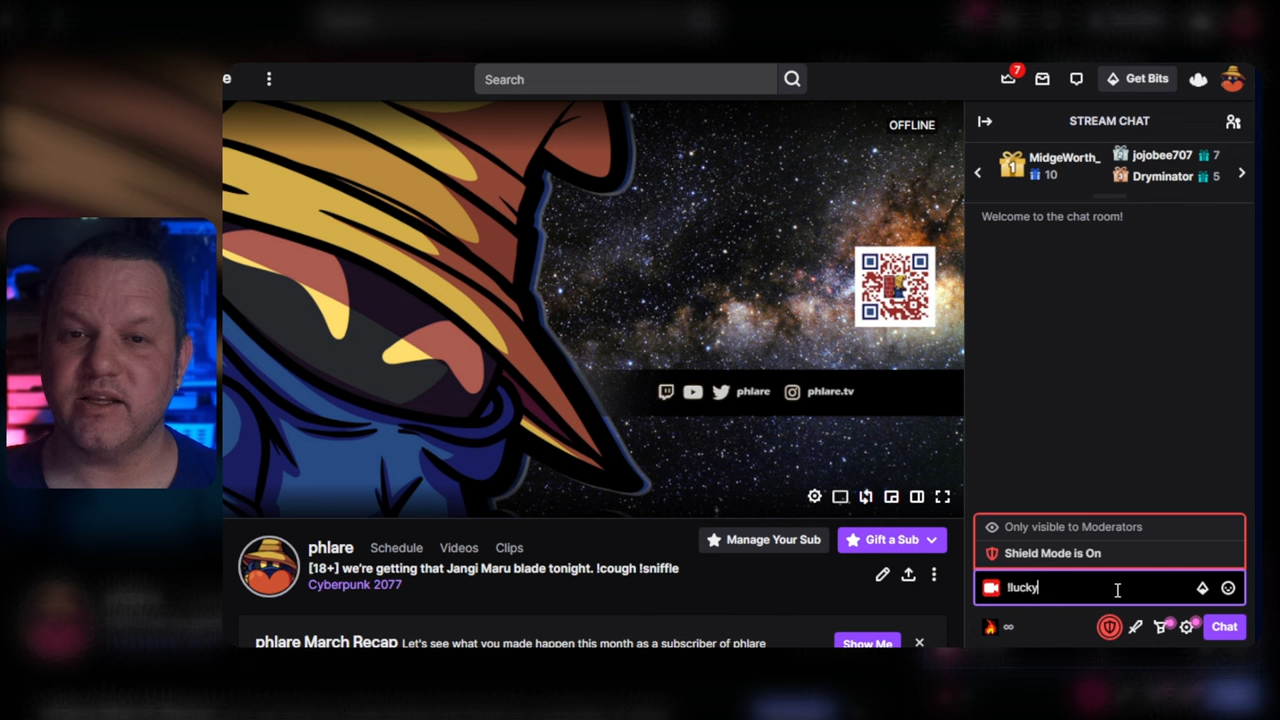 e
Search
7
Get Bits
OFFLINE
STREAM CHAT
1 MidgeWorth_
10
jojobee707 7
Dryminator 5
Welcome to the chat room!
phlare
phlare.tv
phlare Schedule Videos Clips
Manage Your Sub
Gift a Sub
[18+] we're getting that Jangi Maru blade tonight. !cough !sniffle
Cyberpunk 2077
phlare March Recap Let's see what you made happen this month as a subscriber of phlare
Show Me
Only visible to Moderators
Shield Mode is On
!lucky
∞
Chat